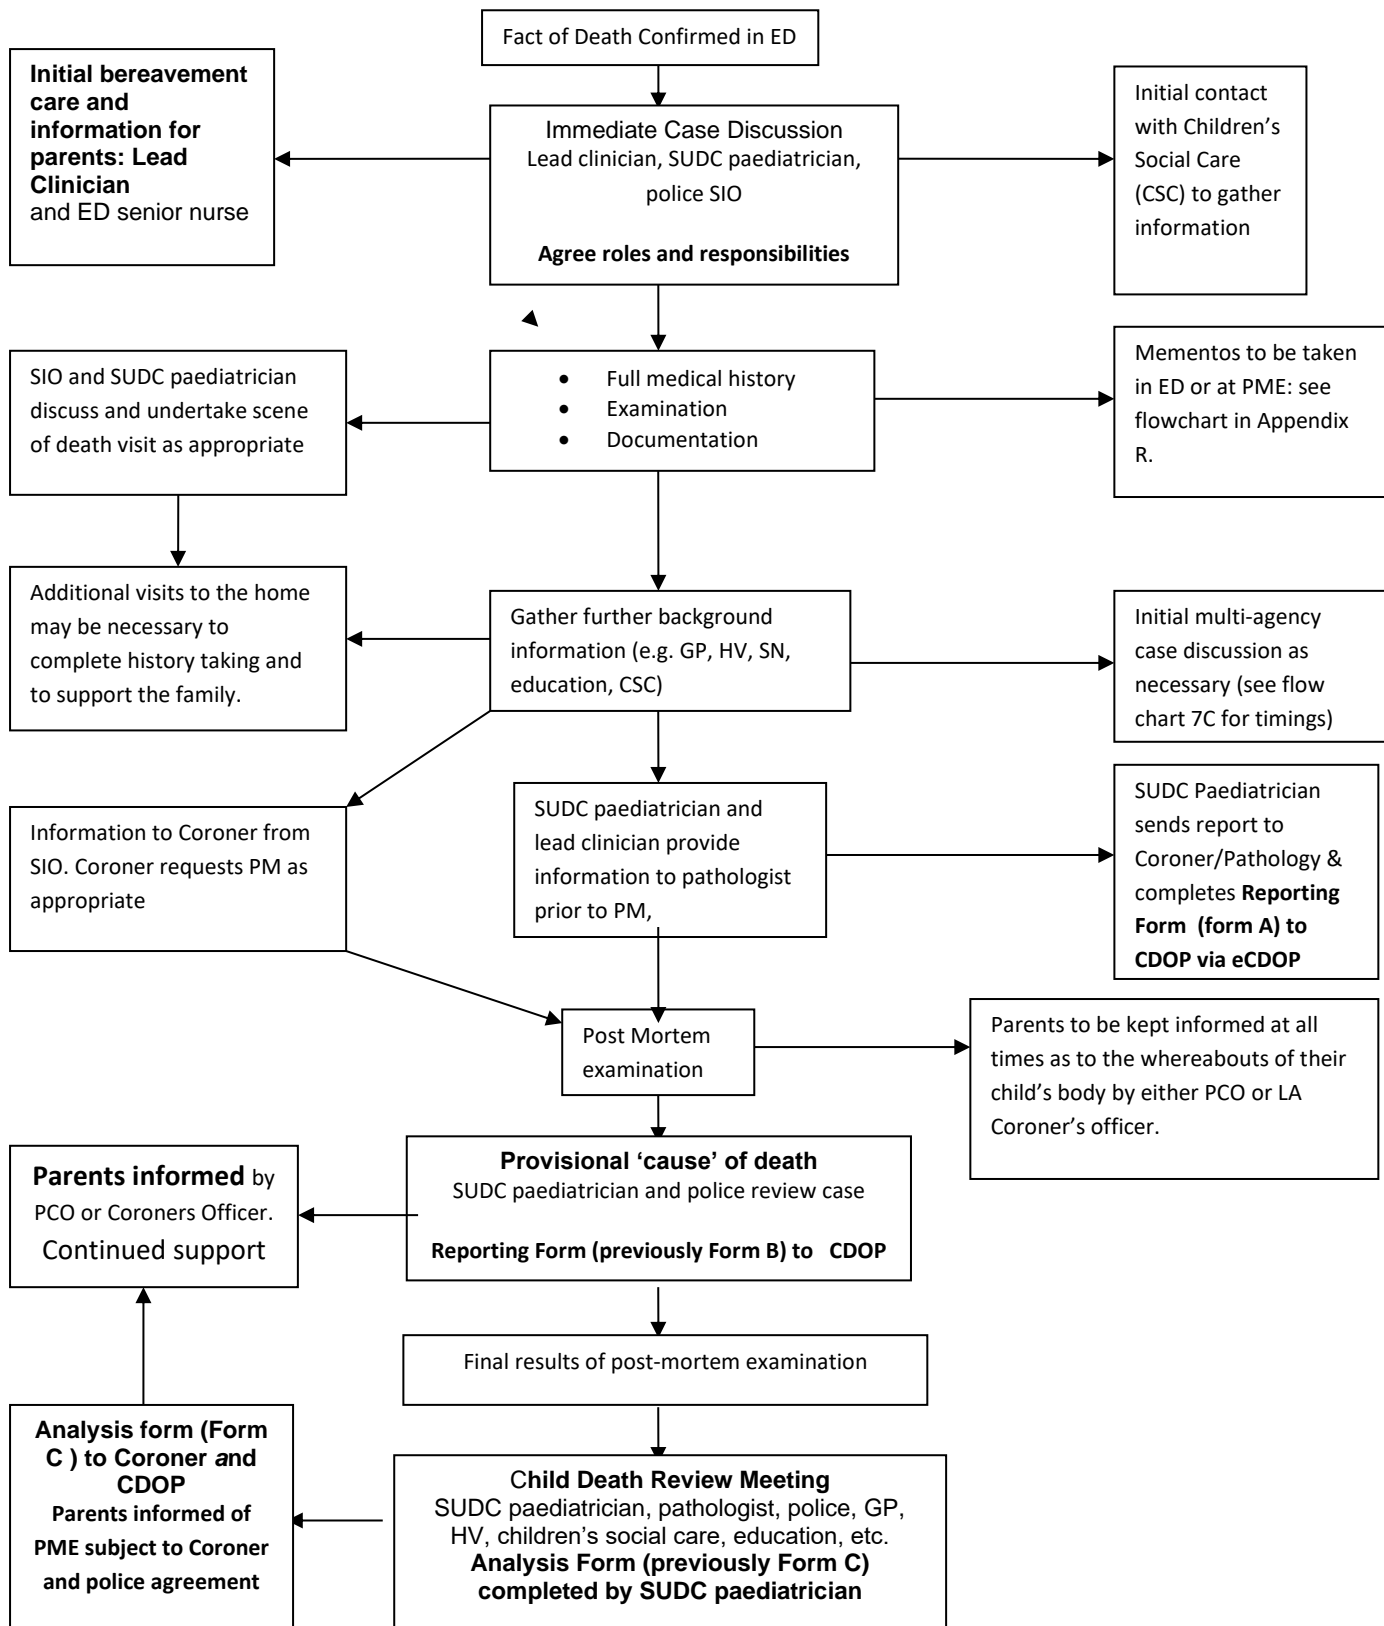 Fact of Death Confirmed in ED
Initial bereavement
care and
information for
parents: Lead
Clinician
and ED senior nurse
Immediate Case Discussion
Lead clinician, SUDC paediatrician,
police SIO
Agree roles and responsibilities
Initial contact
with Children’s
Social Care
(CSC) to gather
information
SIO and SUDC paediatrician
discuss and undertake scene
of death visit as appropriate
• Full medical history
• Examination
• Documentation
Mementos to be taken
in ED or at PME: see
flowchart in Appendix
R.
Additional visits to the home
may be necessary to
complete history taking and
to support the family.
Gather further background
information (e.g. GP, HV, SN,
education, CSC)
Initial multi-agency
case discussion as
necessary (see flow
chart 7C for timings)
Information to Coroner from
SIO. Coroner requests PM as
appropriate
SUDC paediatrician and
lead clinician provide
information to pathologist
prior to PM,
SUDC Paediatrician
sends report to
Coroner/Pathology &
completes Reporting
Form (form A) to
CDOP via eCDOP
Post Mortem
examination
Parents to be kept informed at all
times as to the whereabouts of their
child’s body by either PCO or LA
Coroner’s officer.
Parents informed by
PCO or Coroners Officer.
Continued support
Provisional ‘cause’ of death
SUDC paediatrician and police review case
Reporting Form (previously Form B) to CDOP
Final results of post-mortem examination
Analysis form (Form
C ) to Coroner and
CDOP
Parents informed of
PME subject to Coroner
and police agreement
Child Death Review Meeting
SUDC paediatrician, pathologist, police, GP,
HV, children’s social care, education, etc.
Analysis Form (previously Form C)
completed by SUDC paediatrician